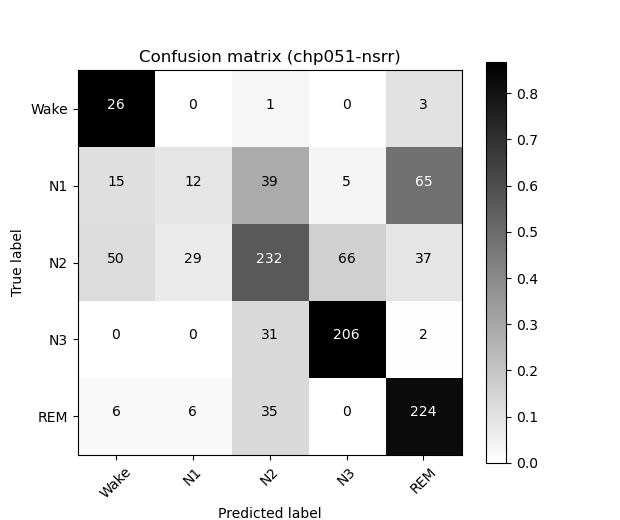 Confusion matrix (chp051-nsrr)
True label
Wake 26 0 1 0 3
N1 15 12 39 5 65
N2 50 29 232 66 37
N3 0 0 31 206 2
REM 6 6 35 0 224
Wake N1 N2 N3 REM
Predicted label
0.8
0.7
0.6
0.5
0.4
0.3
0.2
0.1
0.0